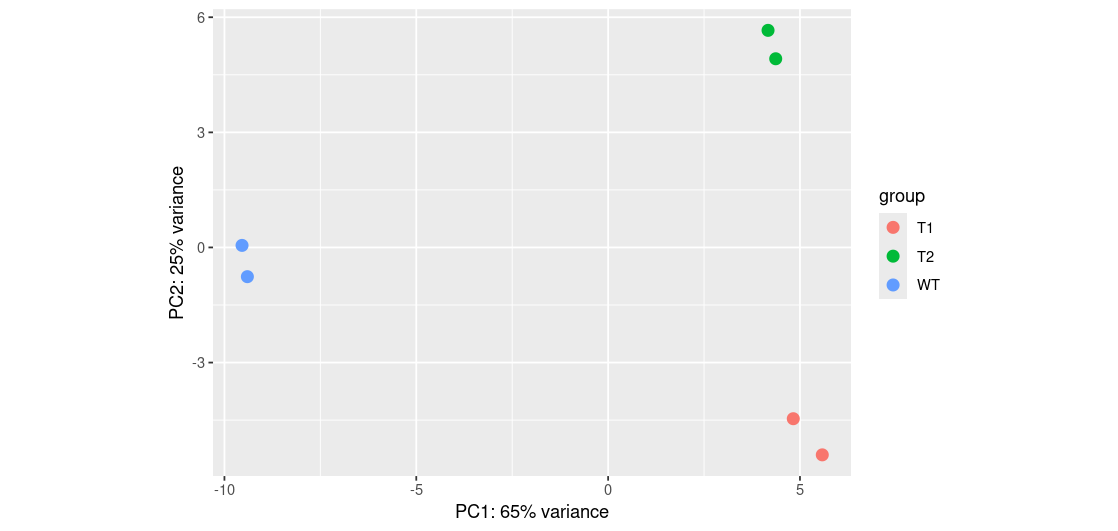 6
3
0
-3
PC2: 25% variance
-10
-5
0
5
PC1: 65% variance
group
T1
T2
WT